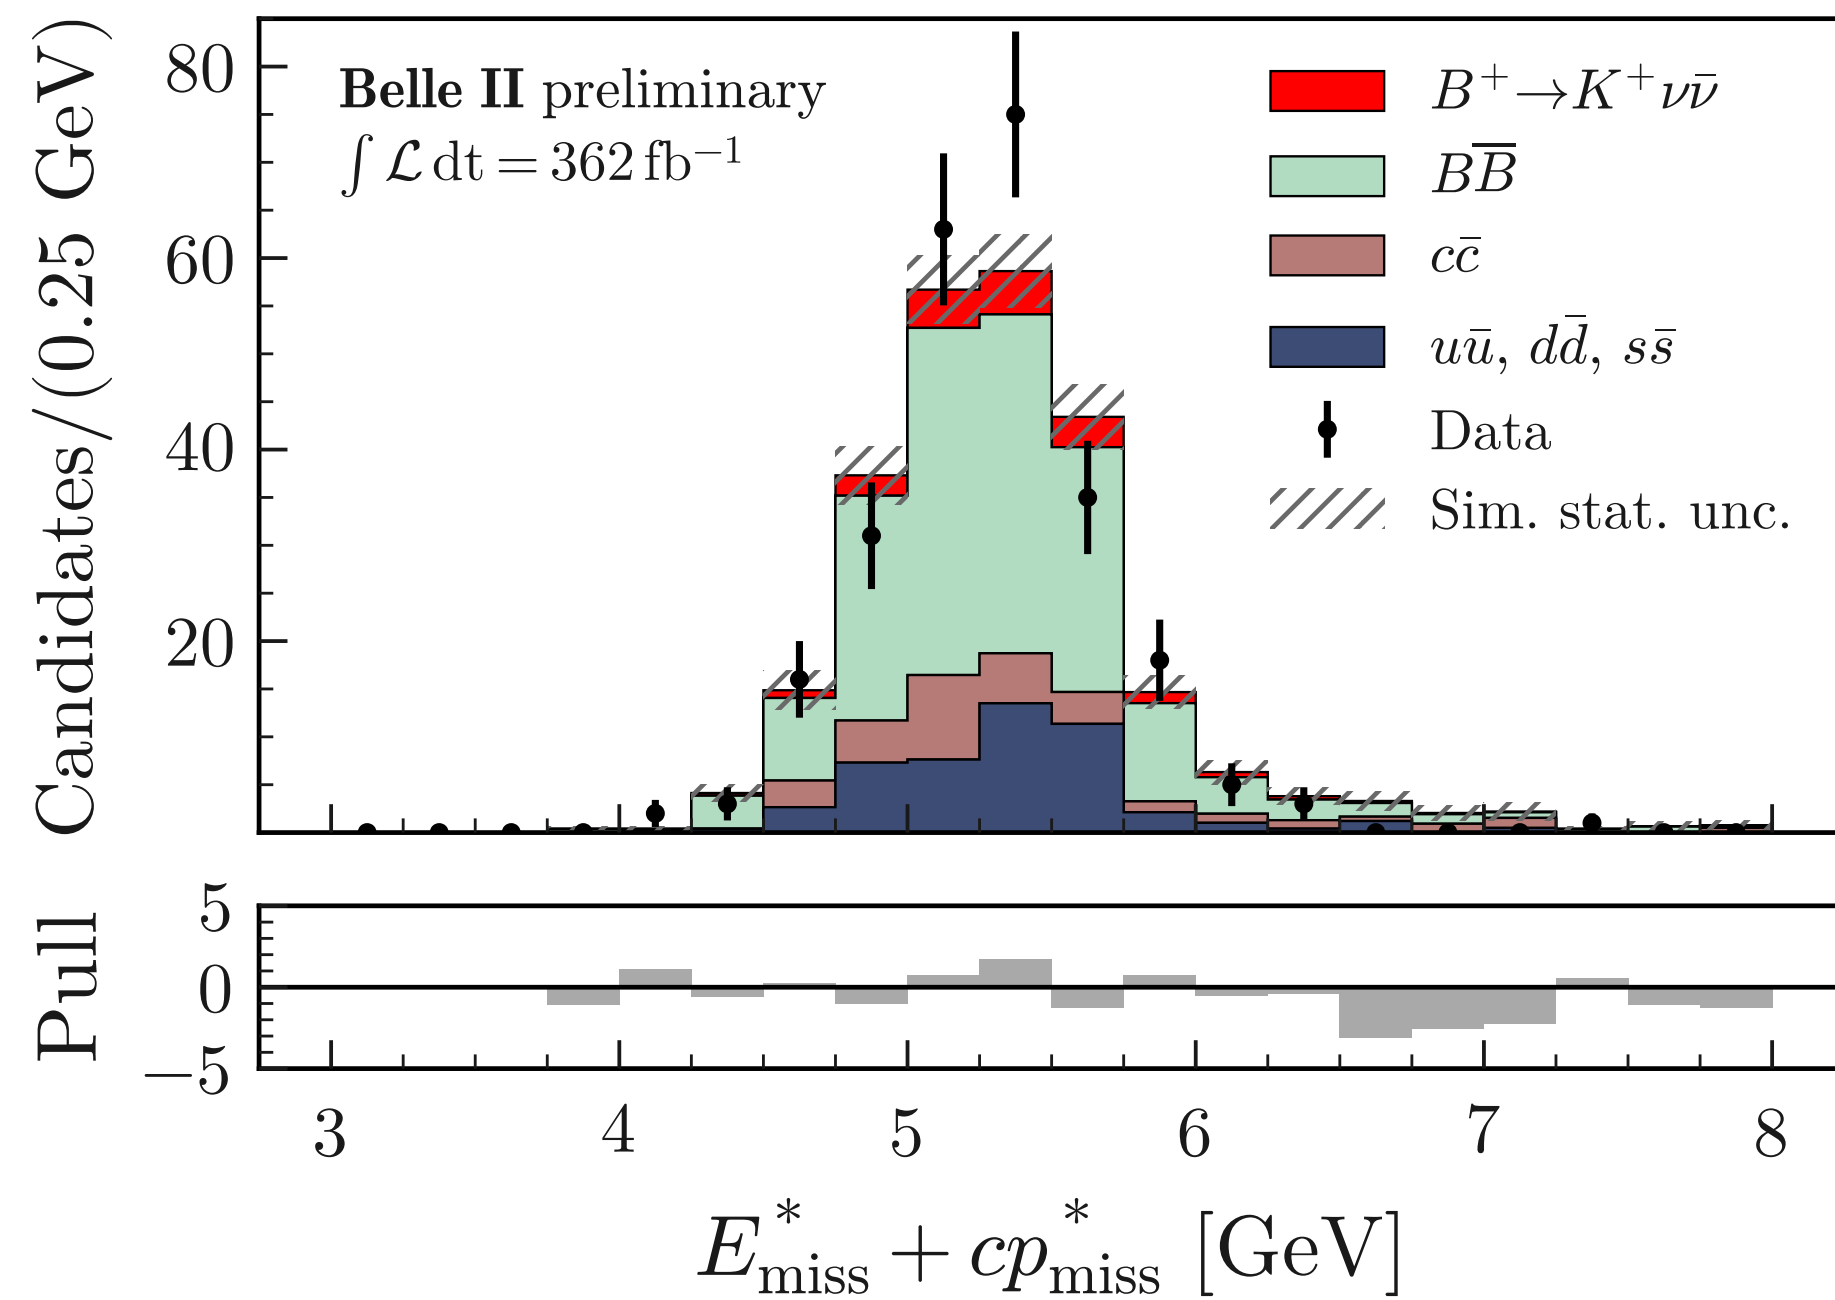 Candidates/(0.25 GeV)
80
60
40
20
Belle II preliminary
∫ ℒ dt = 362 fb⁻¹
B⁺→K⁺νν̄
BB̅
cc̄
uū, dd̄, ss̄
Data
Sim. stat. unc.
Pull
5
0
−5
3 4 5 6 7 8
E*miss + cp*miss [GeV]